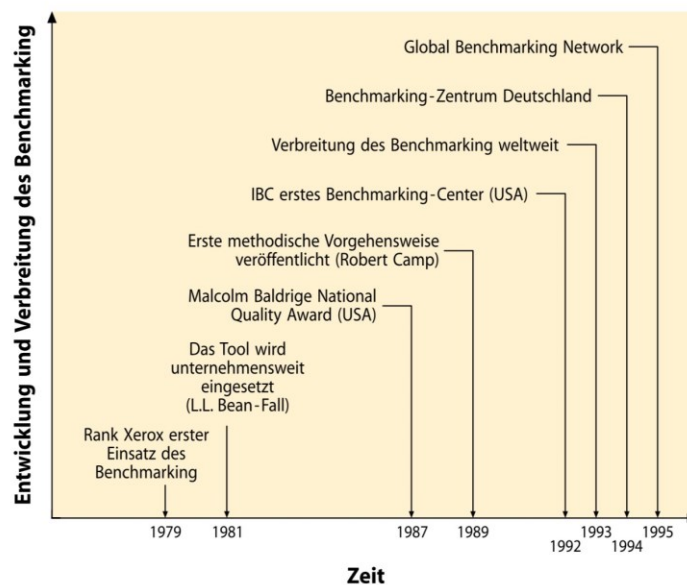 Entwicklung und Verbreitung des Benchmarking
Global Benchmarking Network
Benchmarking-Zentrum Deutschland
Verbreitung des Benchmarking weltweit
IBC erstes Benchmarking-Center (USA)
Erste methodische Vorgehensweise
veröffentlicht (Robert Camp)
Malcolm Baldrige National
Quality Award (USA)
Das Tool wird
unternehmensweit
eingesetzt
(L.L. Bean-Fall)
Rank Xerox erster
Einsatz des
Benchmarking
1979 1981 1987 1989 1993 1995
1992 1994
Zeit